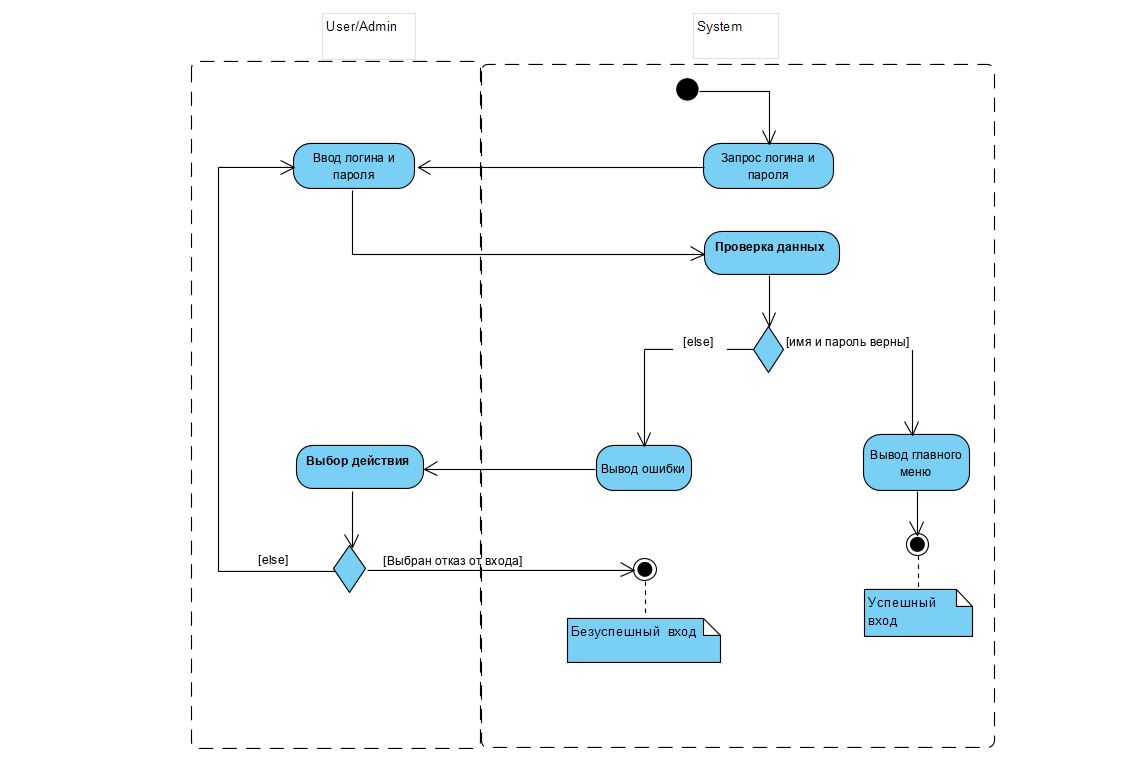 User/Admin
System
Ввод логина и
пароля
Запрос логина и
пароля
Проверка данных
[else]
[имя и пароль верны]
Выбор действия
Вывод ошибки
Вывод главного
меню
[else]
[Выбран отказ от входа]
Безуспешный вход
Успешный
вход